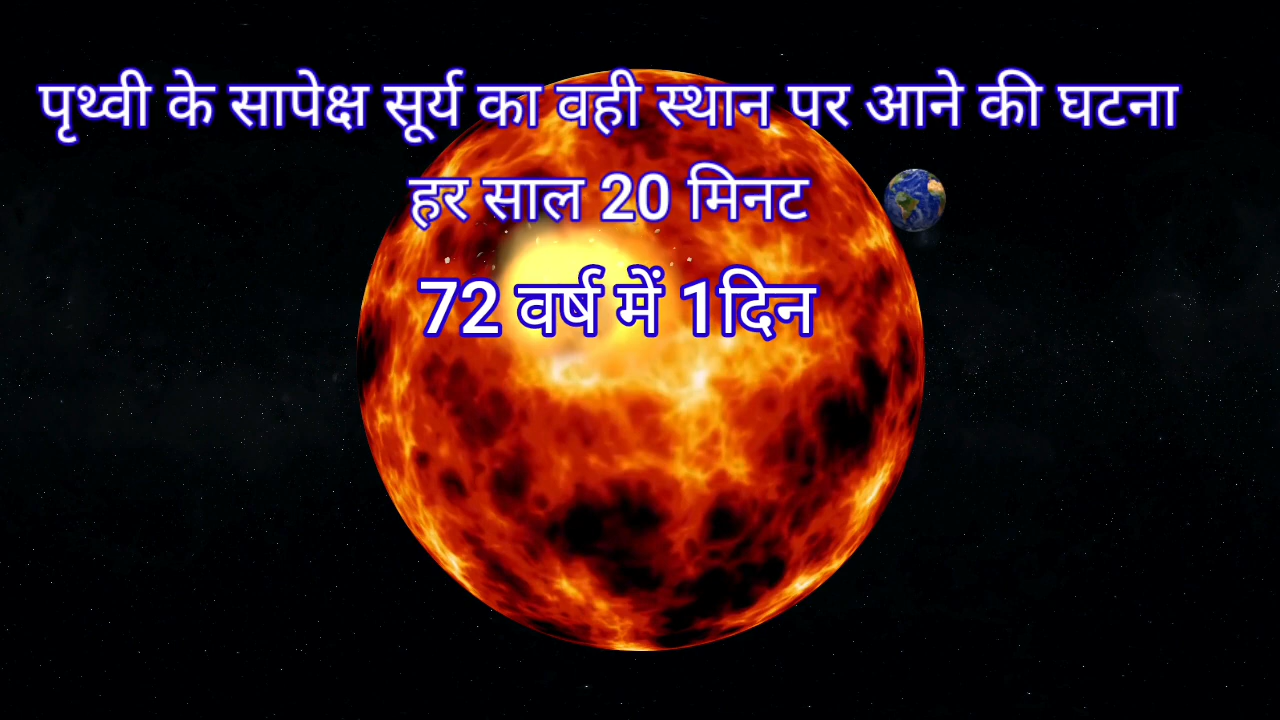 पृथ्वी के सापेक्ष सूर्य का वही स्थान पर आने की घटना
हर साल 20 मिनट
72 वर्ष में 1दिन